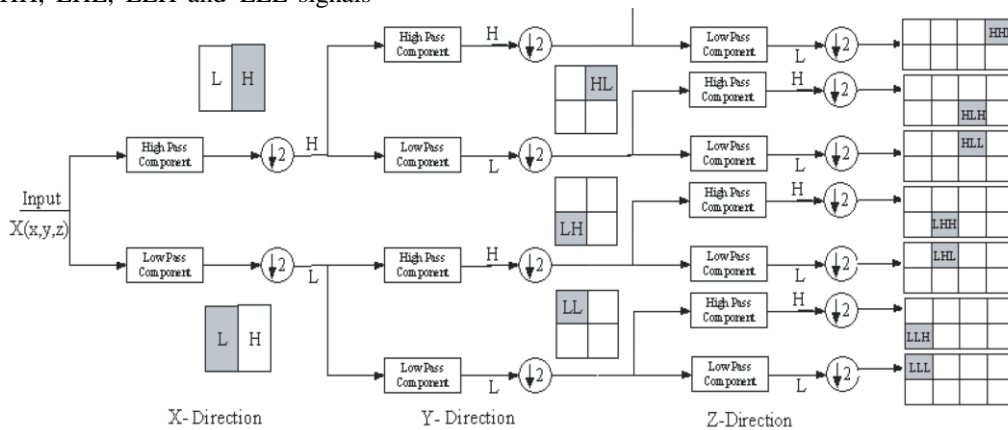 HHH, LHL, LLH and LLL signals
High Pass
Component
H
2
Low Pass
Component
L
2
HHL
L H
HL
High Pass
Component
H
2
HLH
High Pass
Component
2
H
Low Pass
Component
L
2
Low Pass
Component
L
2
HLL
Input
X(x,y,z)
LH
High Pass
Component
H
2
LHH
Low Pass
Component
2
L
High Pass
Component
H
2
Low Pass
Component
L
2
LHL
L H
LL
High Pass
Component
H
2
LLH
Low Pass
Component
L
2
Low Pass
Component
L
2
LLL
X- Direction
Y- Direction
Z-Direction